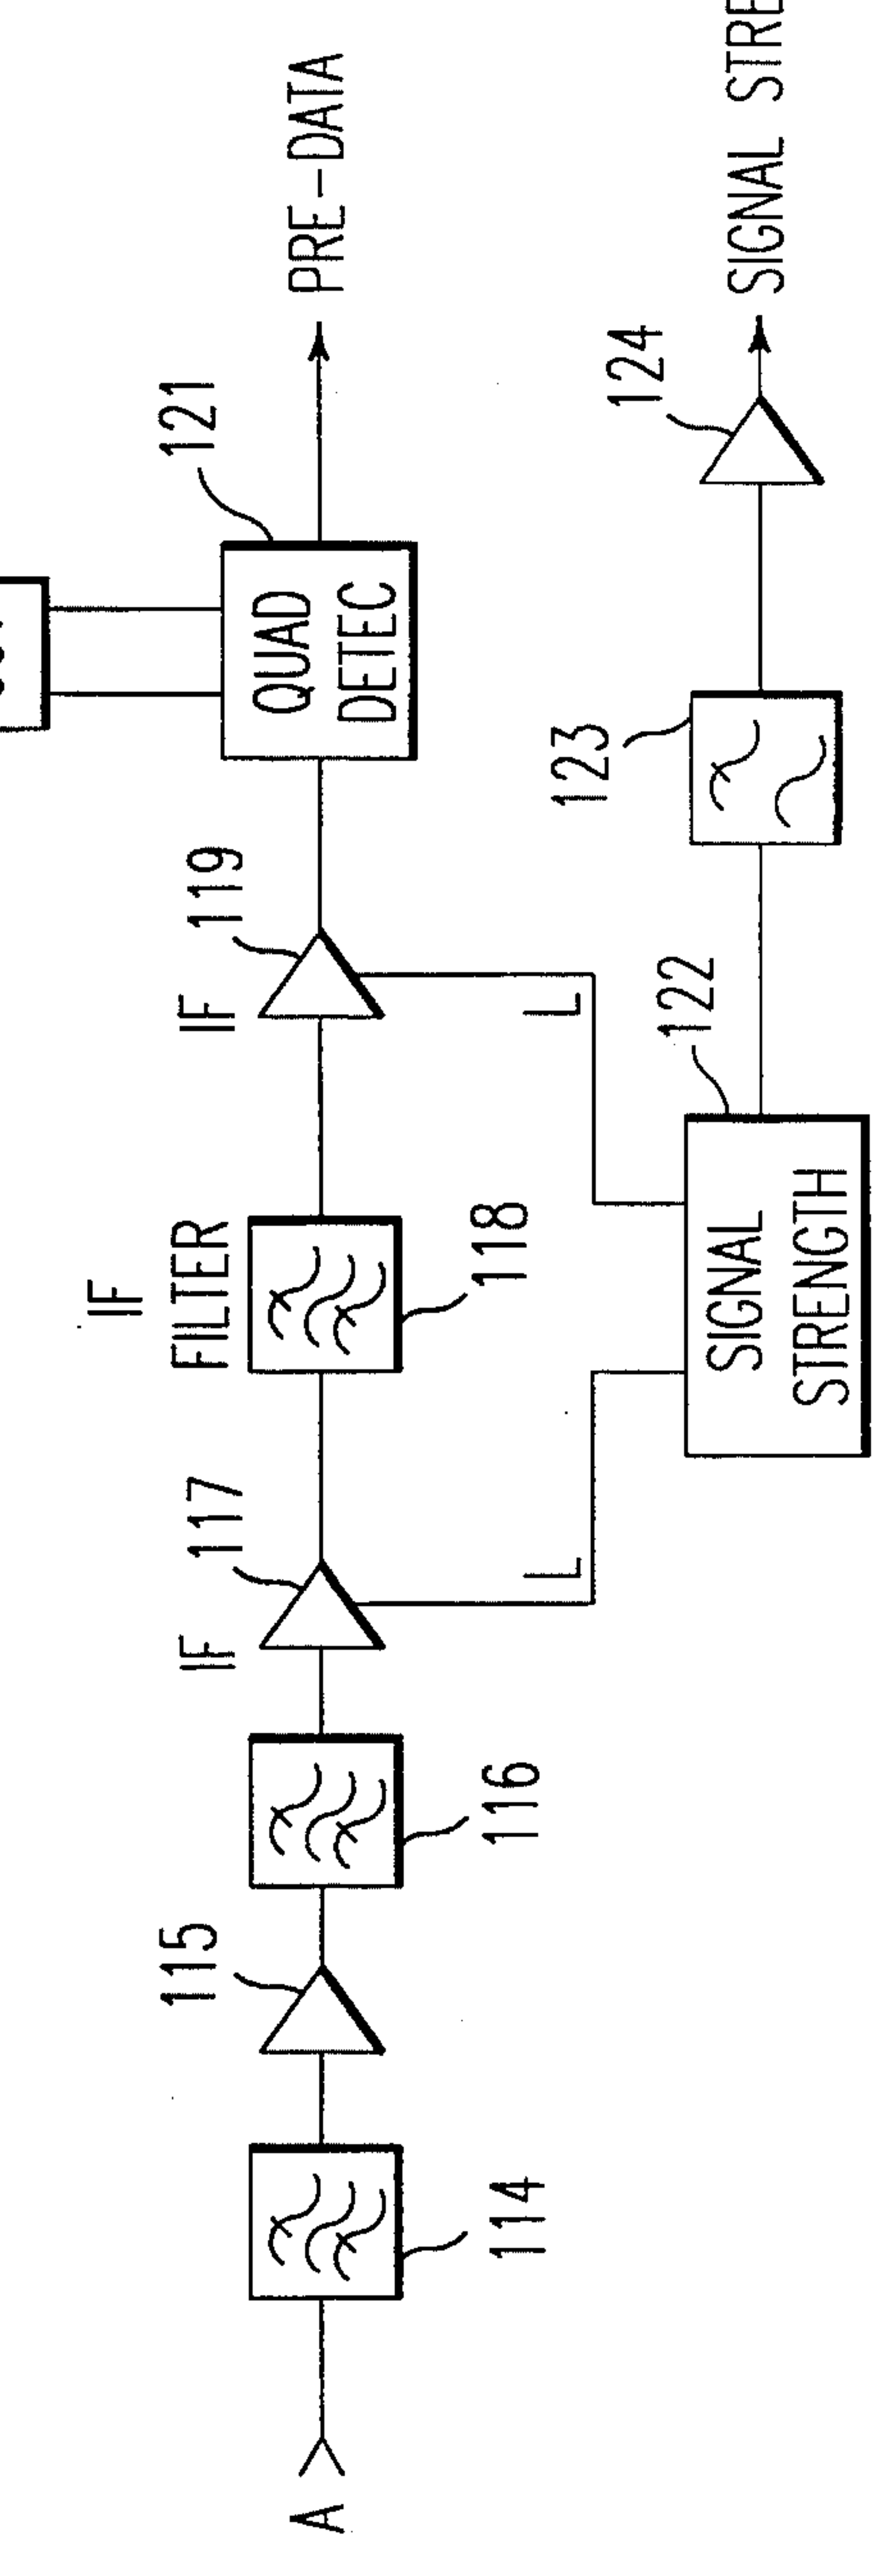 A
114
115
116
IF
117
IF
FILTER
118
IF
119
QUAD
DETEC
121
PRE-DATA
L
L
SIGNAL
STRENGTH
122
123
124
SIGNAL STRE